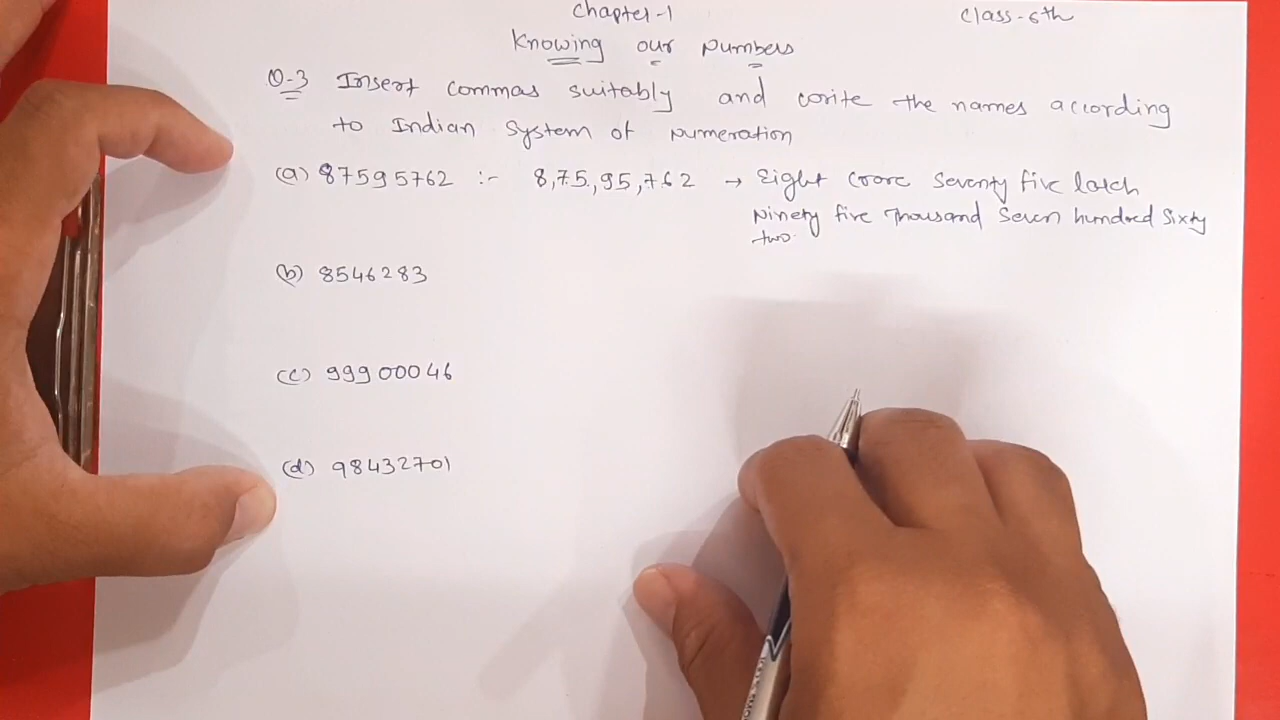 Chapter-1
Class-6th
Knowing our Numbers
Q-3 Insert commas suitably and write the names according
to Indian System of Numeration
(a) 87595762 :- 8,75,95,762 → Eight Crore Seventy five lakh
Ninety five Thousand Seven hundred Sixty
two.
(b) 8546283
(c) 99900046
(d) 98432701